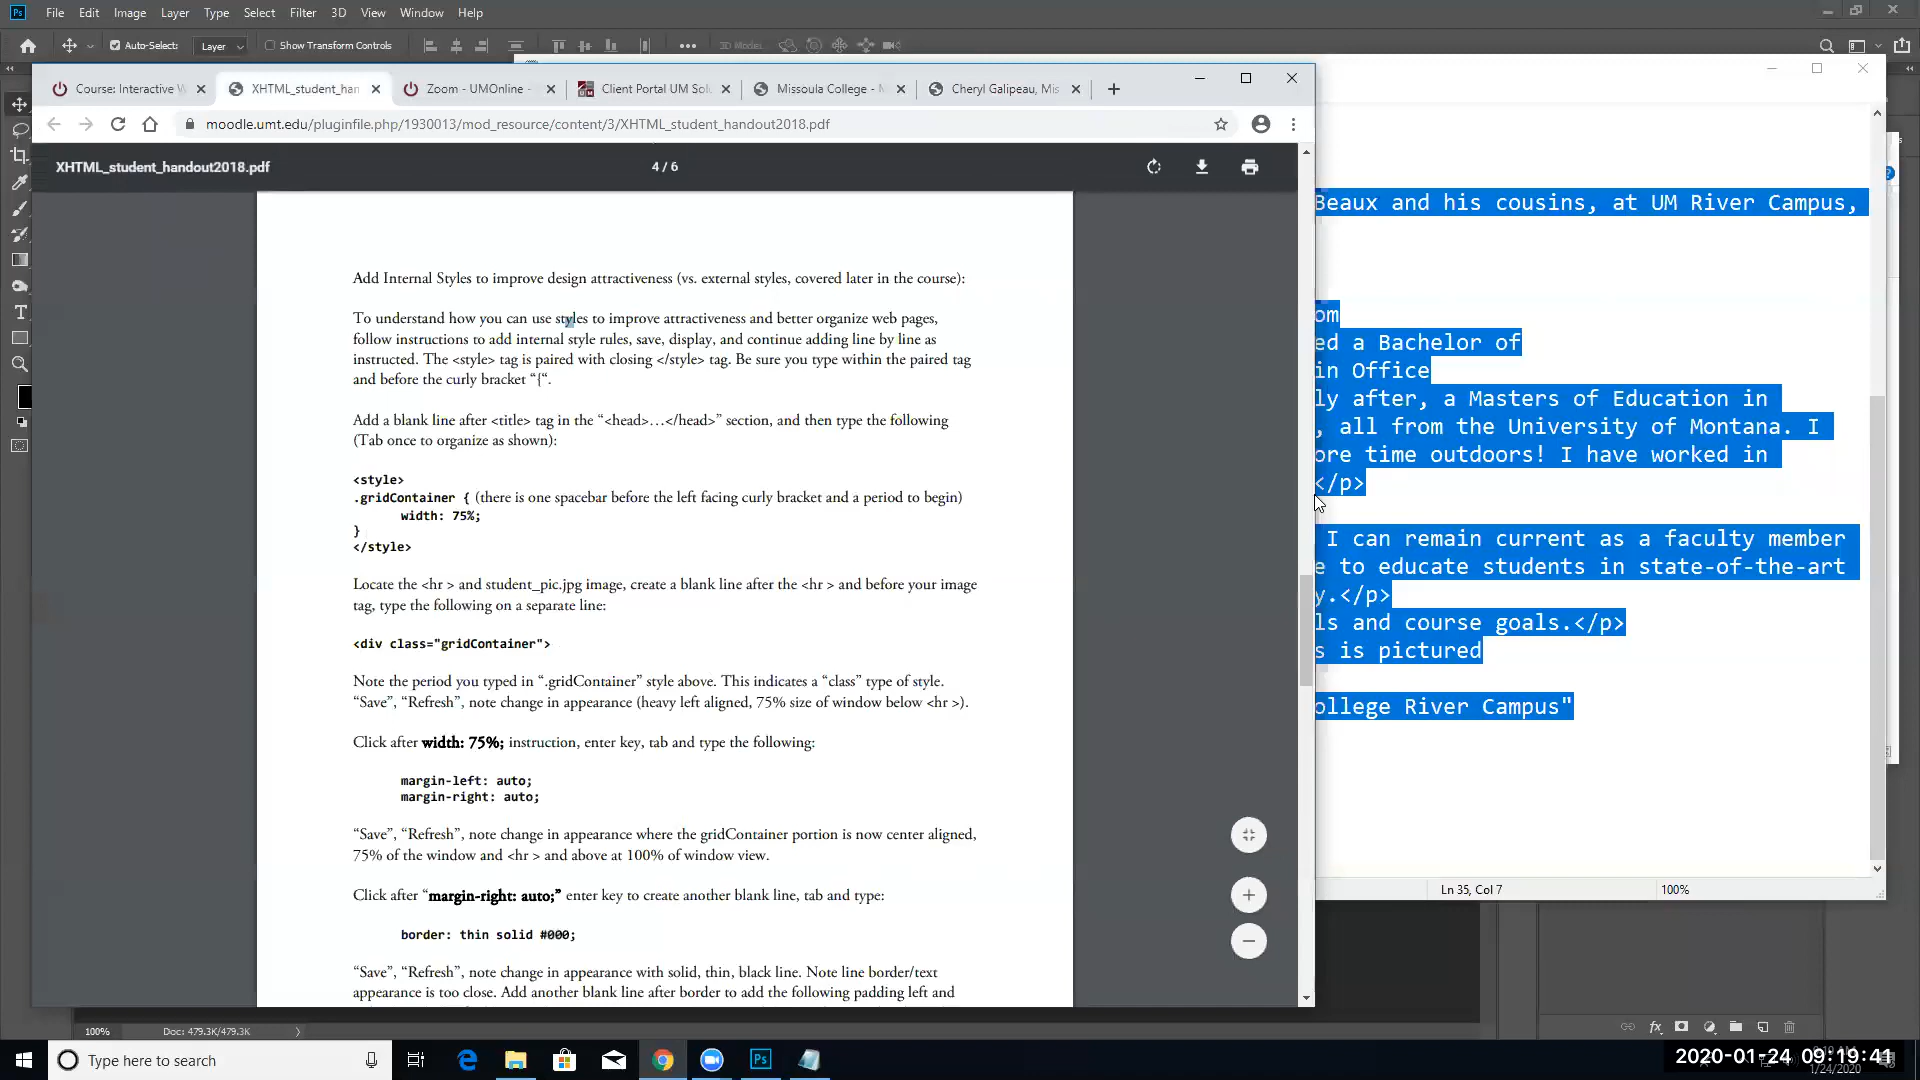 File Edit Image Layer Type Select Filter 3D View Window Help
Auto-Select: Layer Show Transform Controls
Course: Interactive W
XHTML_student_han
Zoom - UMOnline -
Client Portal UM Sol
Missoula College - M
Cheryl Galipeau, Mis
moodle.umt.edu/pluginfile.php/1930013/mod_resource/content/3/XHTML_student_handout2018.pdf
XHTML_student_handout2018.pdf
4 / 6
Add Internal Styles to improve design attractiveness (vs. external styles, covered later in the course):
To understand how you can use styles to improve attractiveness and better organize web pages,
follow instructions to add internal style rules, save, display, and continue adding line by line as
instructed. The <style> tag is paired with closing </style> tag. Be sure you type within the paired tag
and before the curly bracket “{“.
Add a blank line after <title> tag in the “<head>…</head>” section, and then type the following
(Tab once to organize as shown):
<style>
.gridContainer { (there is one spacebar before the left facing curly bracket and a period to begin)
width: 75%;
}
</style>
Locate the <hr > and student_pic.jpg image, create a blank line after the <hr > and before your image
tag, type the following on a separate line:
<div class="gridContainer">
Note the period you typed in “.gridContainer” style above. This indicates a “class” type of style.
“Save”, “Refresh”, note change in appearance (heavy left aligned, 75% size of window below <hr >).
Click after width: 75%; instruction, enter key, tab and type the following:
margin-left: auto;
margin-right: auto;
“Save”, “Refresh”, note change in appearance where the gridContainer portion is now center aligned,
75% of the window and <hr > and above at 100% of window view.
Click after “margin-right: auto;” enter key to create another blank line, tab and type:
border: thin solid #000;
“Save”, “Refresh”, note change in appearance with solid, thin, black line. Note line border/text
appearance is too close. Add another blank line after border to add the following padding left and
Beaux and his cousins, at UM River Campus,
om
ed a Bachelor of
in Office
ly after, a Masters of Education in
, all from the University of Montana. I
ore time outdoors! I have worked in
</p>
I can remain current as a faculty member
e to educate students in state-of-the-art
y.</p>
ls and course goals.</p>
s is pictured
ollege River Campus"
Ln 35, Col 7
100%
100%
Doc: 479.3K/479.3K
Type here to search
2020-01-24 09:19:41
1/24/2020